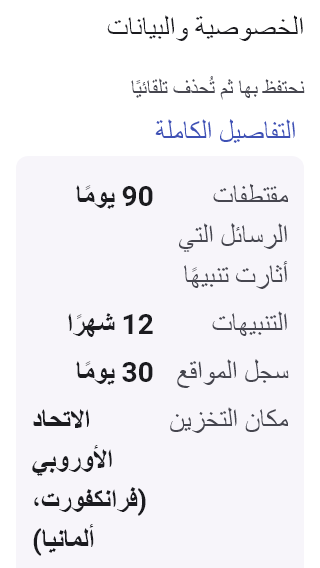 الخصوصية والبيانات
نحتفظ بها ثم تُحذف تلقائيًا
التفاصيل الكاملة
مقتطفات 90 يومًا
الرسائل التي
أثارت تنبيهًا
التنبيهات 12 شهرًا
سجل المواقع 30 يومًا
مكان التخزين الاتحاد
الأوروبي
(فرانكفورت،
ألمانيا)